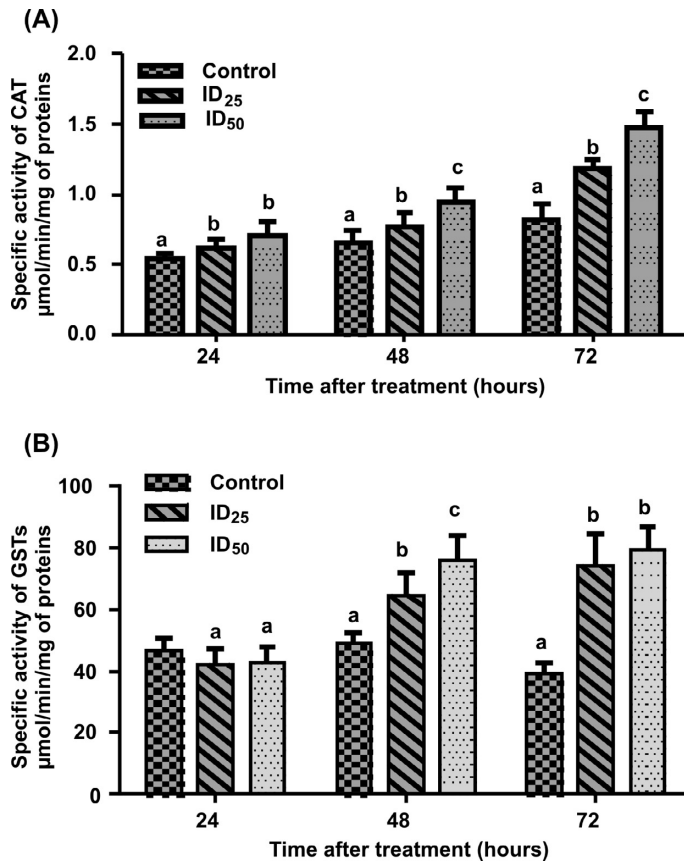 (A)
Specific activity of CAT
µmol/min/mg of proteins
2.0
1.5
1.0
0.5
0.0
Control
ID25
ID50
a b b
a b c
a b c
24 48 72
Time after treatment (hours)
(B)
Specific activity of GSTs
µmol/min/mg of proteins
100
80
60
40
20
0
Control
ID25
ID50
a a
a b c
a b b
24 48 72
Time after treatment (hours)